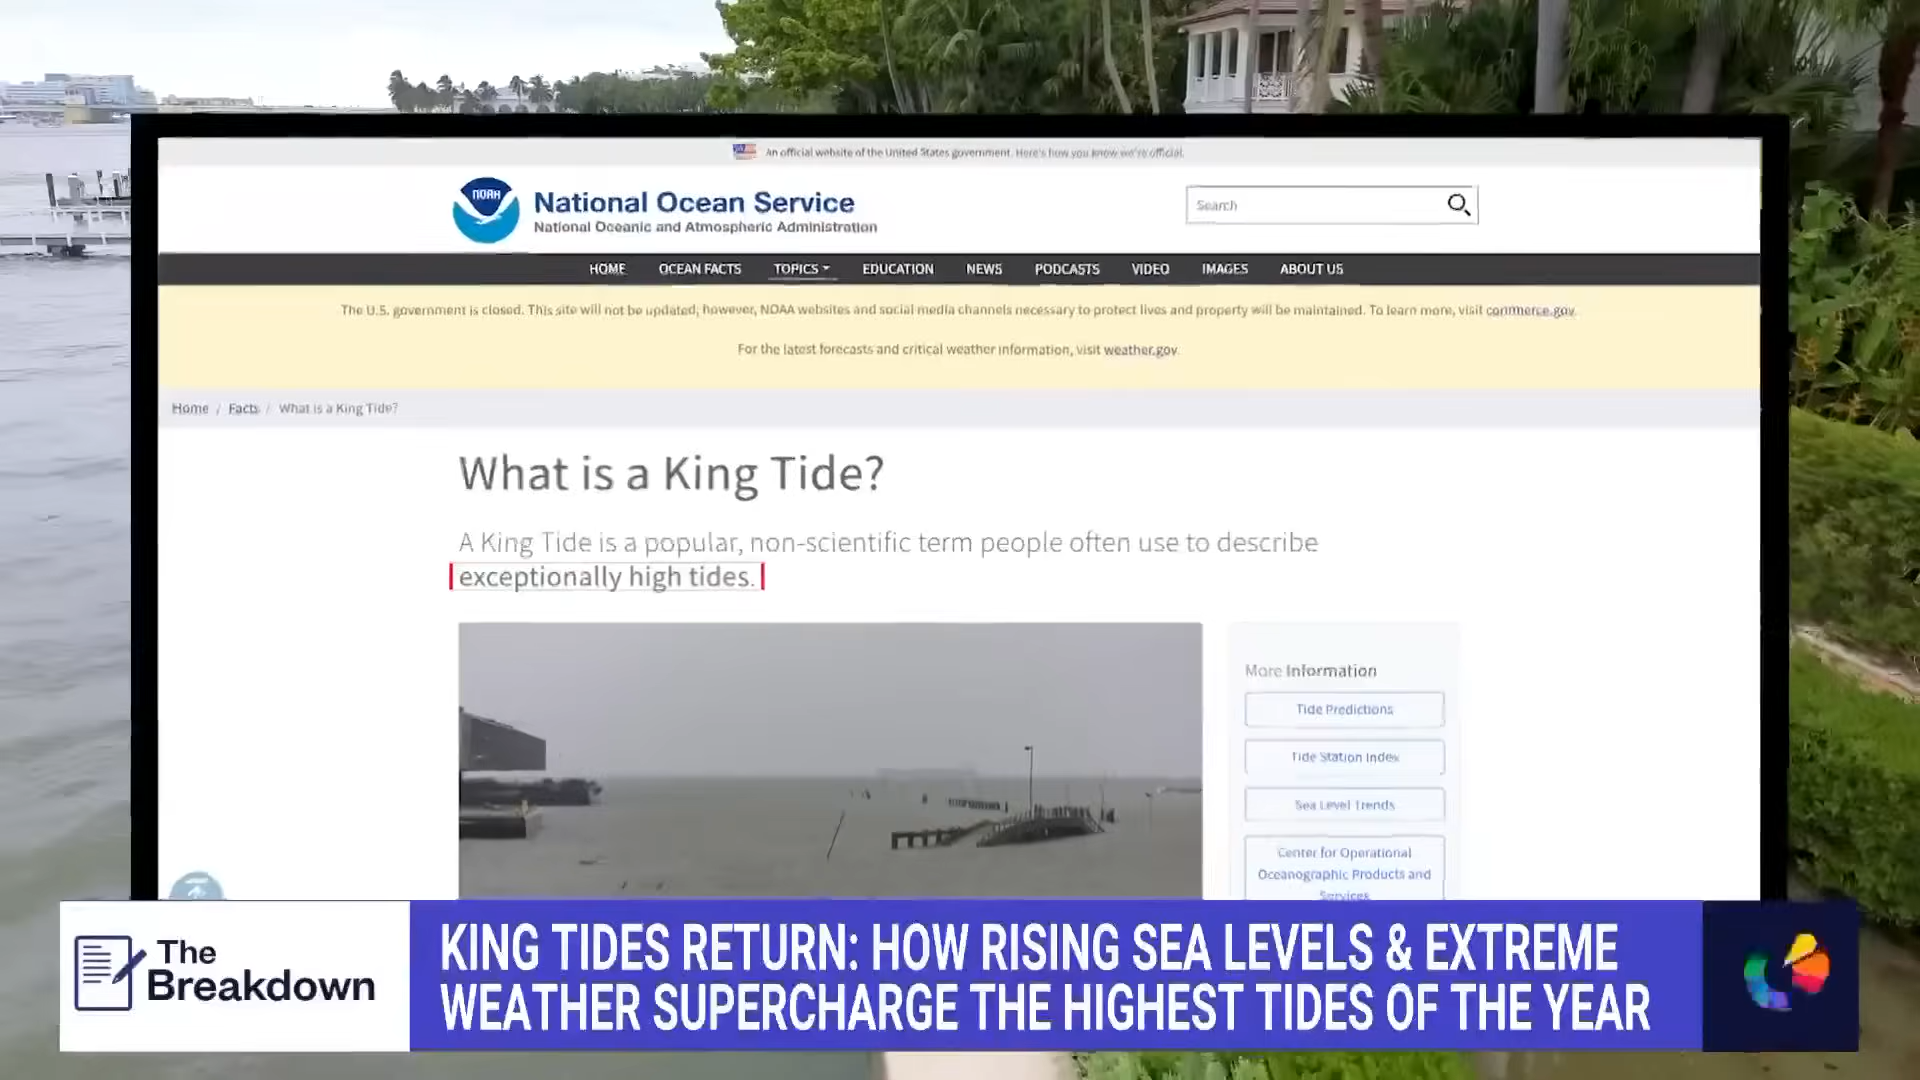 An official website of the United States government. Here's how you know we're official.
NOAA
National Ocean Service
National Oceanic and Atmospheric Administration
Search
HOME OCEAN FACTS TOPICS EDUCATION NEWS PODCASTS VIDEO IMAGES ABOUT US
The U.S. government is closed. This site will not be updated; however, NOAA websites and social media channels necessary to protect lives and property will be maintained. To learn more, visit commerce.gov.
For the latest forecasts and critical weather information, visit weather.gov.
Home / Facts / What is a King Tide?
What is a King Tide?
A King Tide is a popular, non-scientific term people often use to describe
exceptionally high tides.
More Information
Tide Predictions
Tide Station Index
Sea Level Trends
Center for Operational
Oceanographic Products and
Services
The
Breakdown
KING TIDES RETURN: HOW RISING SEA LEVELS & EXTREME
WEATHER SUPERCHARGE THE HIGHEST TIDES OF THE YEAR